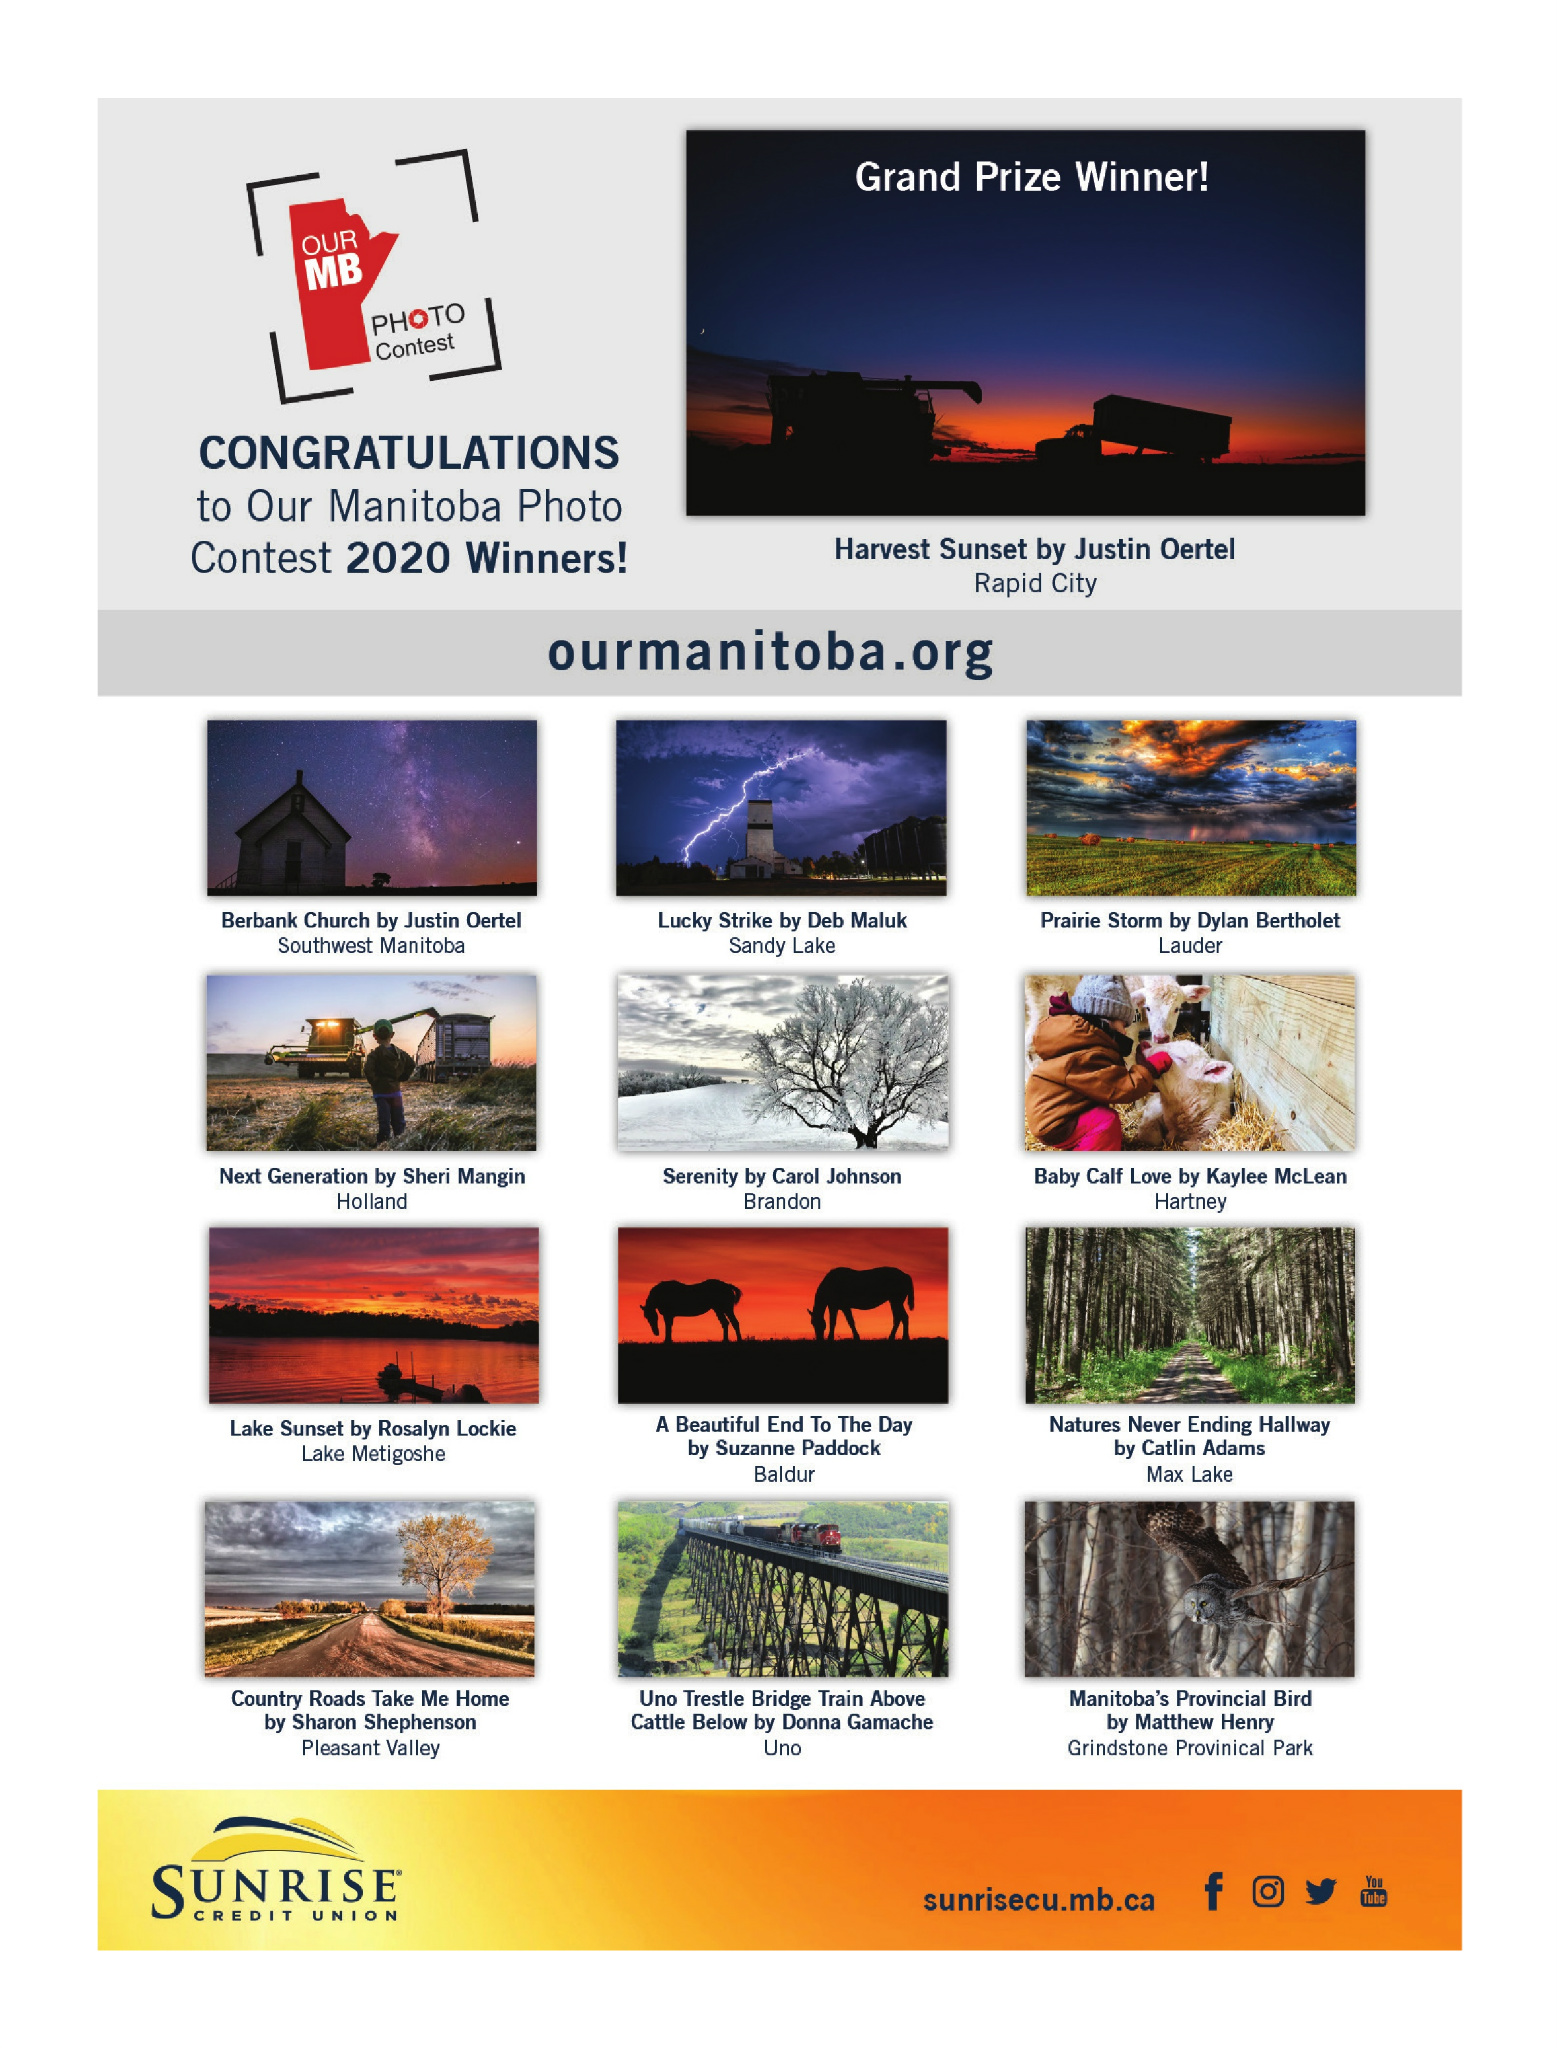 OUR
MB
PHOTO
Contest
CONGRATULATIONS
to Our Manitoba Photo
Contest 2020 Winners!
Grand Prize Winner!
Harvest Sunset by Justin Oertel
Rapid City
ourmanitoba.org
Berbank Church by Justin Oertel
Southwest Manitoba
Lucky Strike by Deb Maluk
Sandy Lake
Prairie Storm by Dylan Bertholet
Lauder
Next Generation by Sheri Mangin
Holland
Serenity by Carol Johnson
Brandon
Baby Calf Love by Kaylee McLean
Hartney
Lake Sunset by Rosalyn Lockie
Lake Metigoshe
A Beautiful End To The Day
by Suzanne Paddock
Baldur
Natures Never Ending Hallway
by Catlin Adams
Max Lake
Country Roads Take Me Home
by Sharon Shephenson
Pleasant Valley
Uno Trestle Bridge Train Above
Cattle Below by Donna Gamache
Uno
Manitoba's Provincial Bird
by Matthew Henry
Grindstone Provinical Park
SUNRISE®
CREDIT UNION
sunrisecu.mb.ca
You
Tube